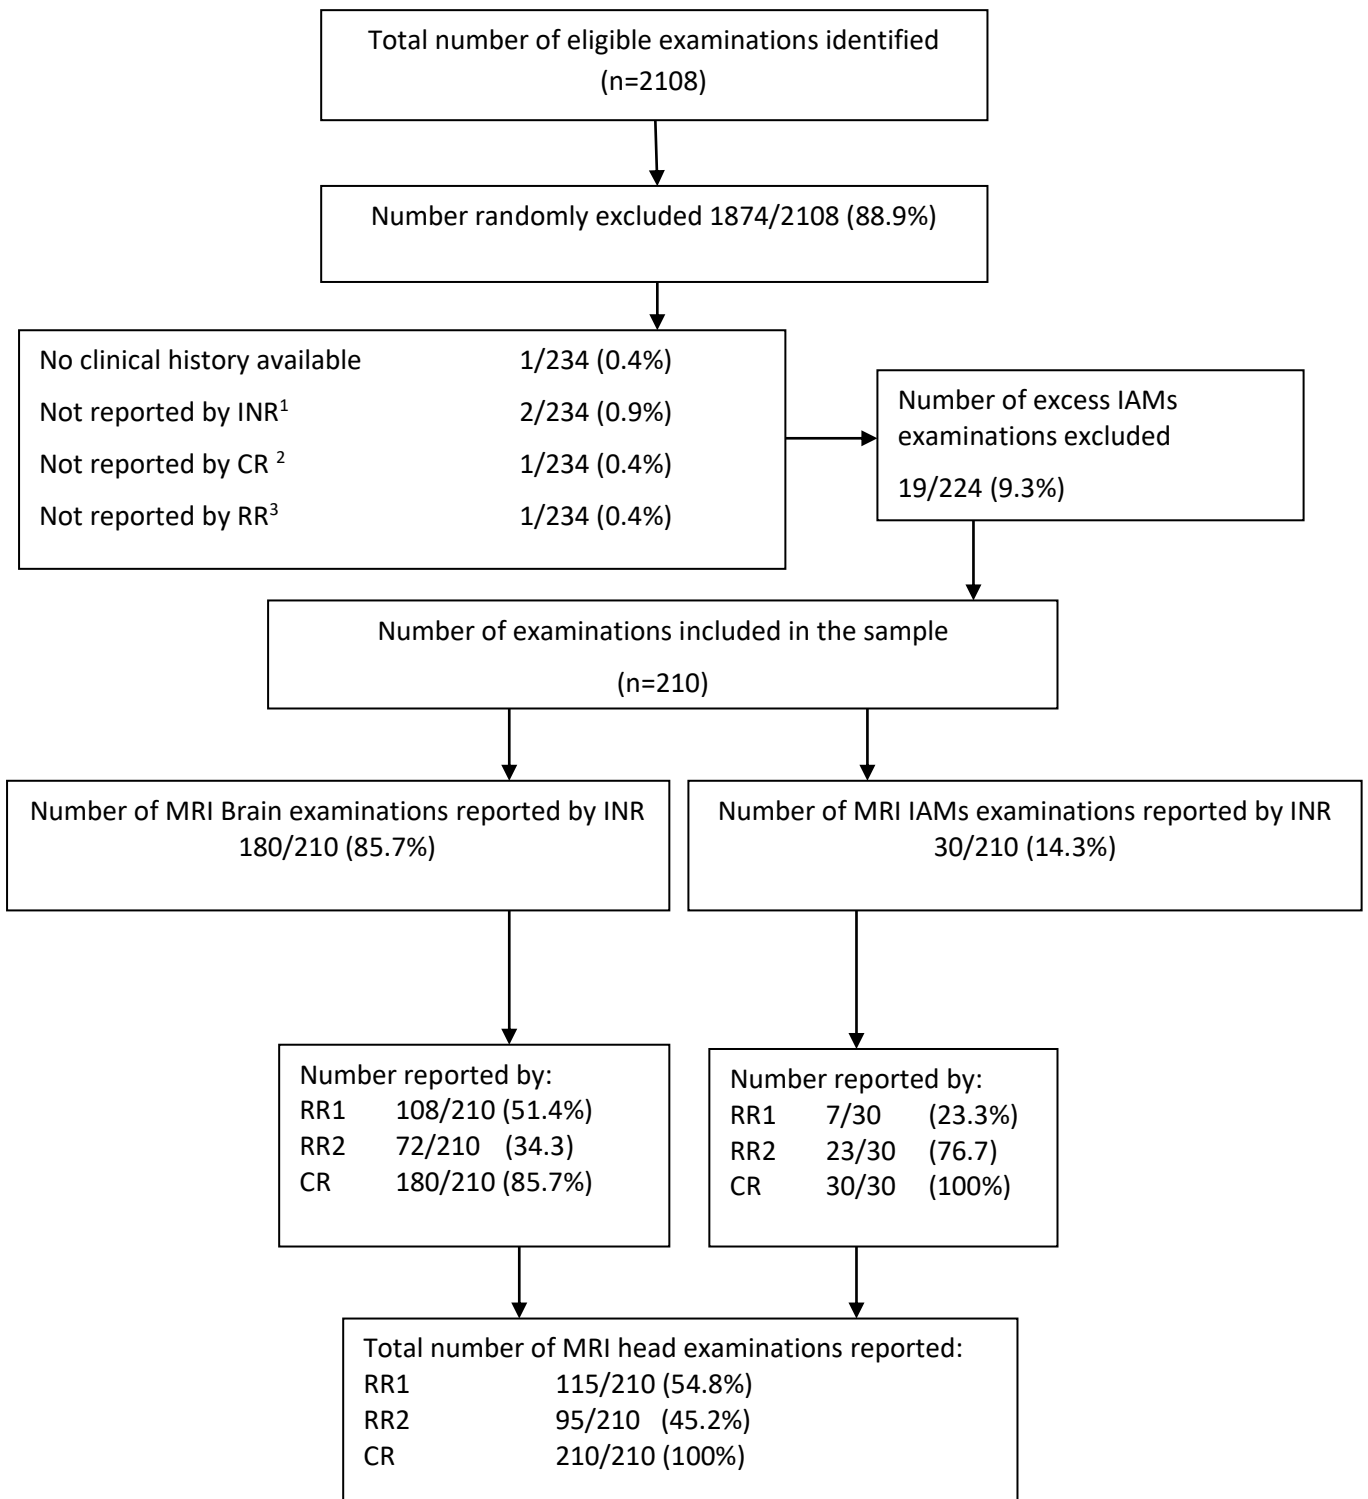 Total number of eligible examinations identified
(n=2108)
Number randomly excluded 1874/2108 (88.9%)
No clinical history available 1/234 (0.4%)
Not reported by INR¹ 2/234 (0.9%)
Not reported by CR ² 1/234 (0.4%)
Not reported by RR³ 1/234 (0.4%)
Number of excess IAMs
examinations excluded
19/224 (9.3%)
Number of examinations included in the sample
(n=210)
Number of MRI Brain examinations reported by INR
180/210 (85.7%)
Number of MRI IAMs examinations reported by INR
30/210 (14.3%)
Number reported by:
RR1 108/210 (51.4%)
RR2 72/210 (34.3)
CR 180/210 (85.7%)
Number reported by:
RR1 7/30 (23.3%)
RR2 23/30 (76.7)
CR 30/30 (100%)
Total number of MRI head examinations reported:
RR1 115/210 (54.8%)
RR2 95/210 (45.2%)
CR 210/210 (100%)